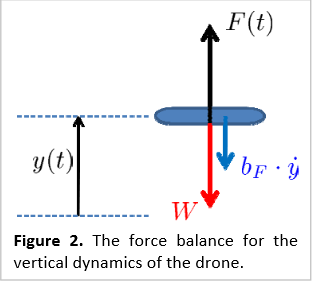 F(t)
y(t)
b_F · ẏ
W
Figure 2. The force balance for the
vertical dynamics of the drone.